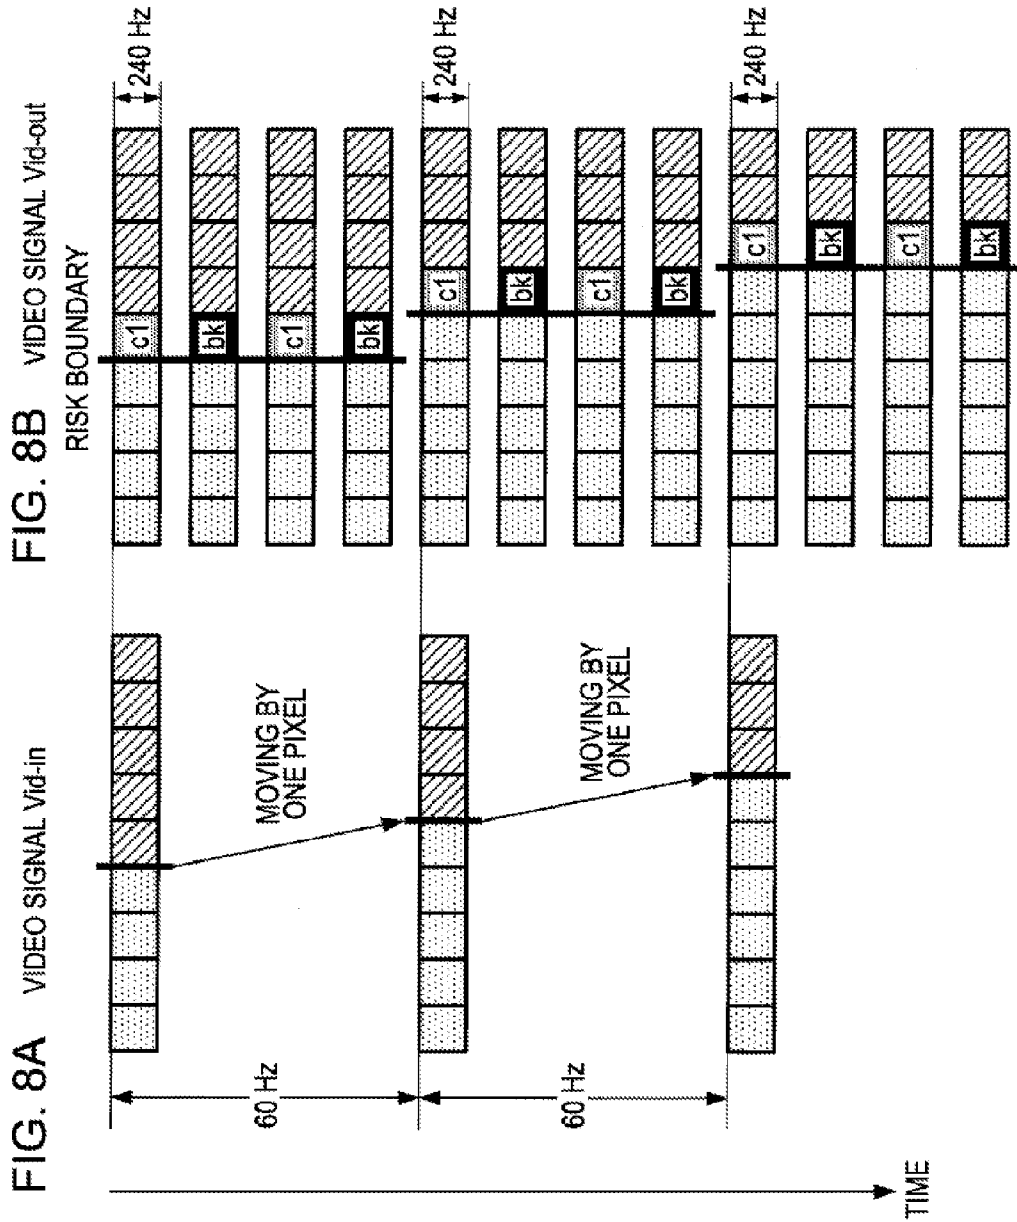 FIG. 8A VIDEO SIGNAL Vid-in
60 Hz
60 Hz
TIME
MOVING BY
ONE PIXEL
MOVING BY
ONE PIXEL
FIG. 8B VIDEO SIGNAL Vid-out
RISK BOUNDARY
240 Hz
c1
bk
c1
bk
240 Hz
c1
bk
c1
bk
240 Hz
c1
bk
c1
bk